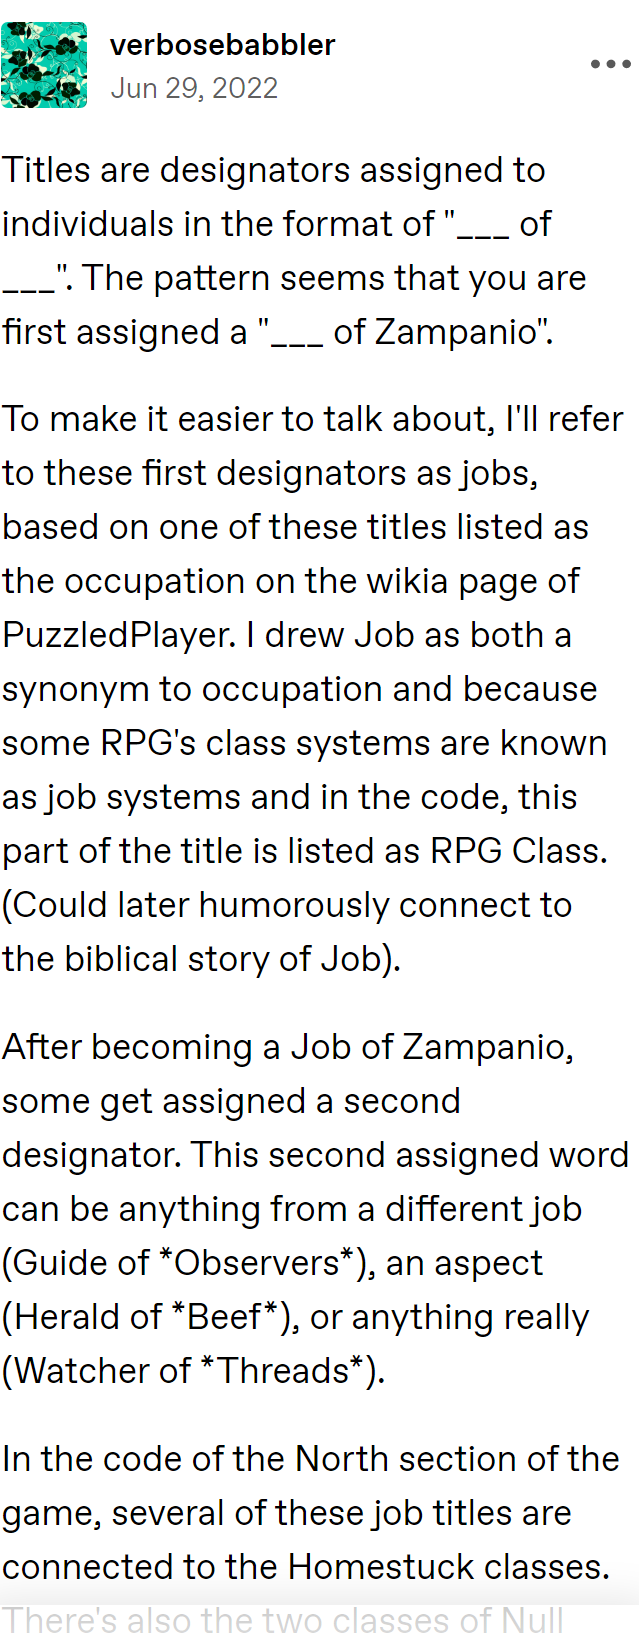 verbosebabbler
Jun 29, 2022
Titles are designators assigned to
individuals in the format of "___ of
___". The pattern seems that you are
first assigned a "___ of Zampanio".
To make it easier to talk about, I'll refer
to these first designators as jobs,
based on one of these titles listed as
the occupation on the wikia page of
PuzzledPlayer. I drew Job as both a
synonym to occupation and because
some RPG's class systems are known
as job systems and in the code, this
part of the title is listed as RPG Class.
(Could later humorously connect to
the biblical story of Job).
After becoming a Job of Zampanio,
some get assigned a second
designator. This second assigned word
can be anything from a different job
(Guide of *Observers*), an aspect
(Herald of *Beef*), or anything really
(Watcher of *Threads*).
In the code of the North section of the
game, several of these job titles are
connected to the Homestuck classes.
There's also the two classes of Null